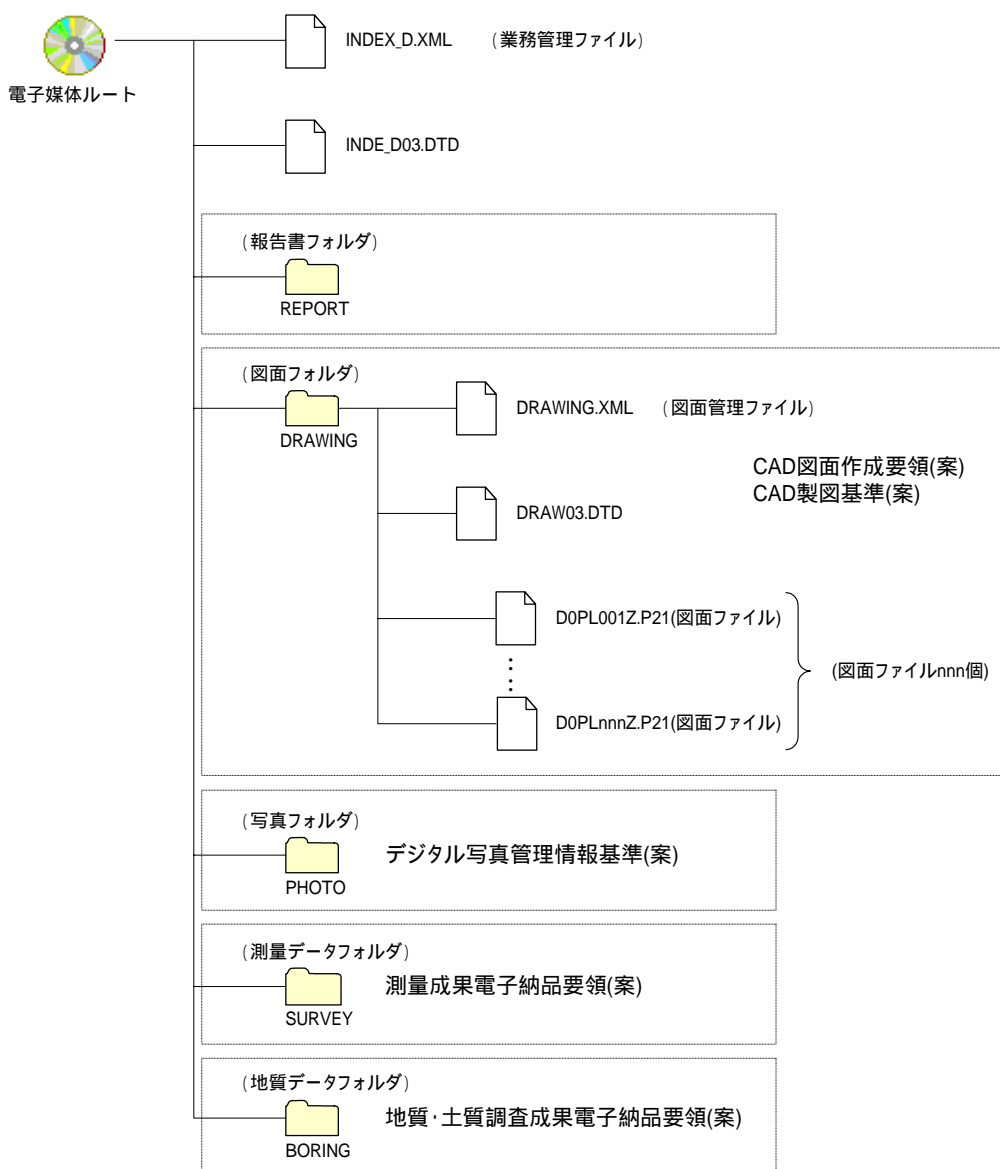 INDEX_D.XML (業務管理ファイル)
電子媒体ルート
INDE_D03.DTD
(報告書フォルダ)
REPORT
(図面フォルダ)
DRAWING.XML (図面管理ファイル)
DRAWING
CAD図面作成要領(案)
CAD製図基準(案)
DRAW03.DTD
D0PL001Z.P21(図面ファイル)
(図面ファイルnnn個)
D0PLnnnZ.P21(図面ファイル)
(写真フォルダ)
デジタル写真管理情報基準(案)
PHOTO
(測量データフォルダ)
測量成果電子納品要領(案)
SURVEY
(地質データフォルダ)
地質・土質調査成果電子納品要領(案)
BORING